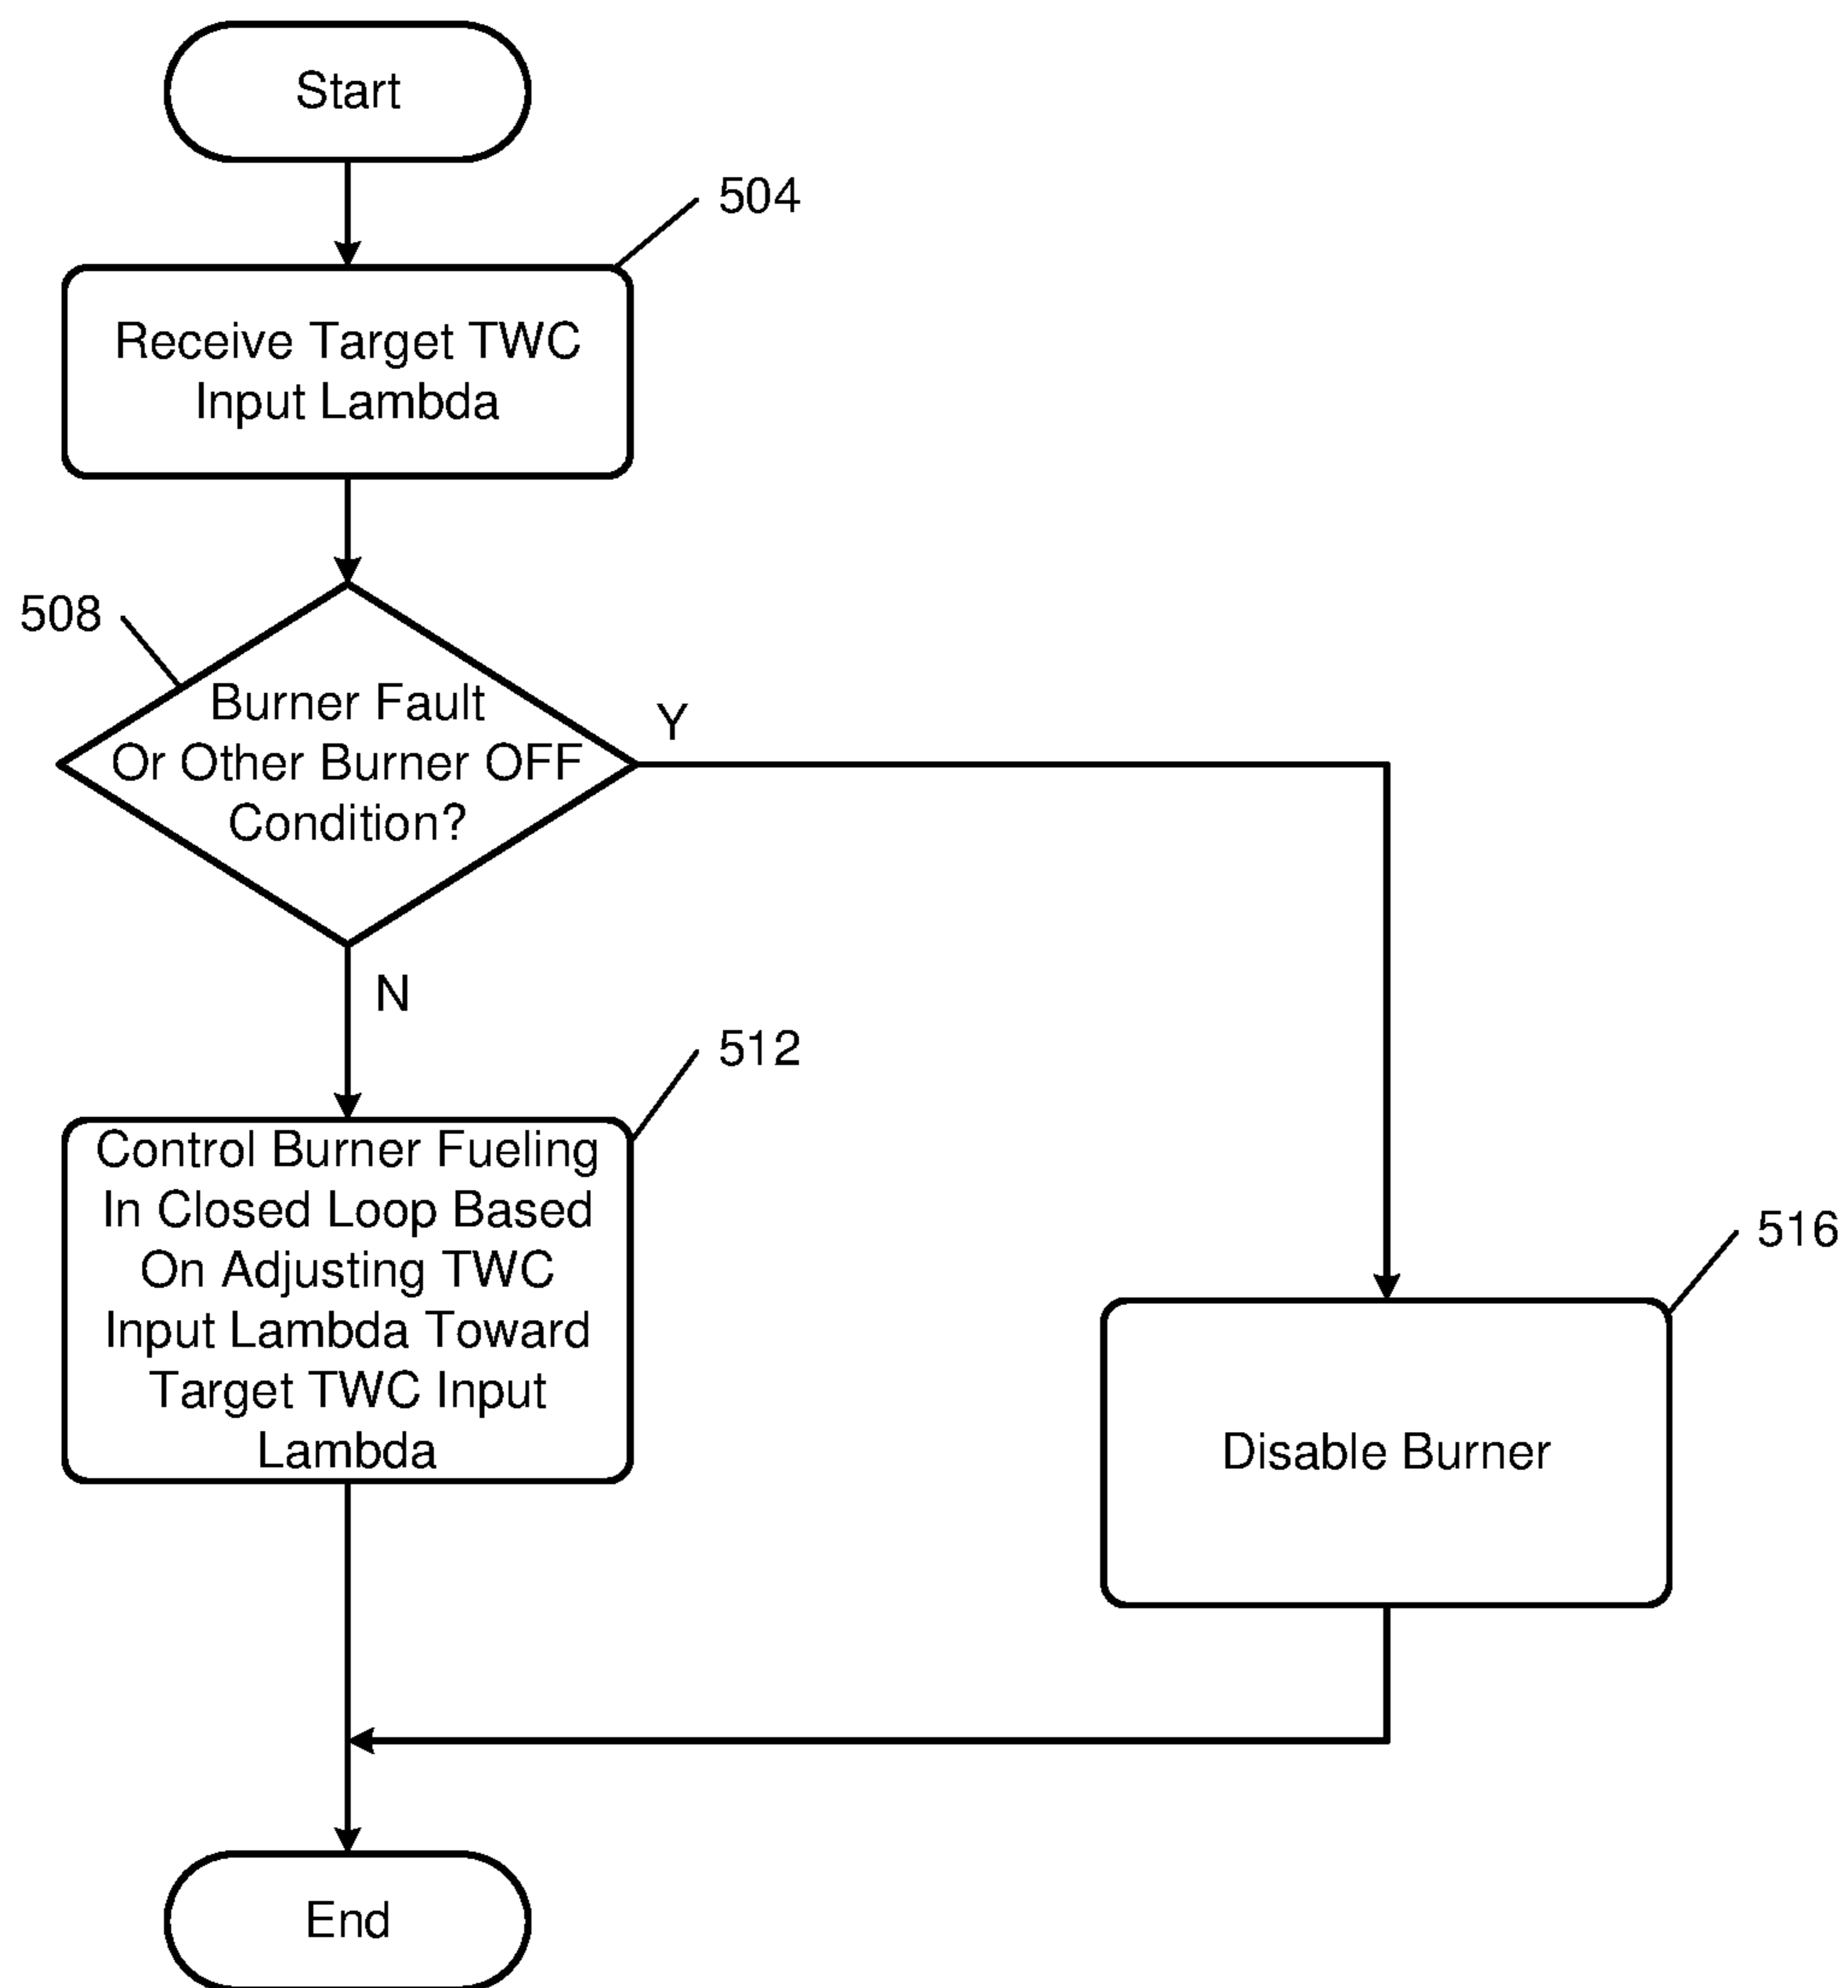 Start
504
Receive Target TWC
Input Lambda
508
Burner Fault
Or Other Burner OFF
Condition?
Y
N
512
Control Burner Fueling
In Closed Loop Based
On Adjusting TWC
Input Lambda Toward
Target TWC Input
Lambda
516
Disable Burner
End